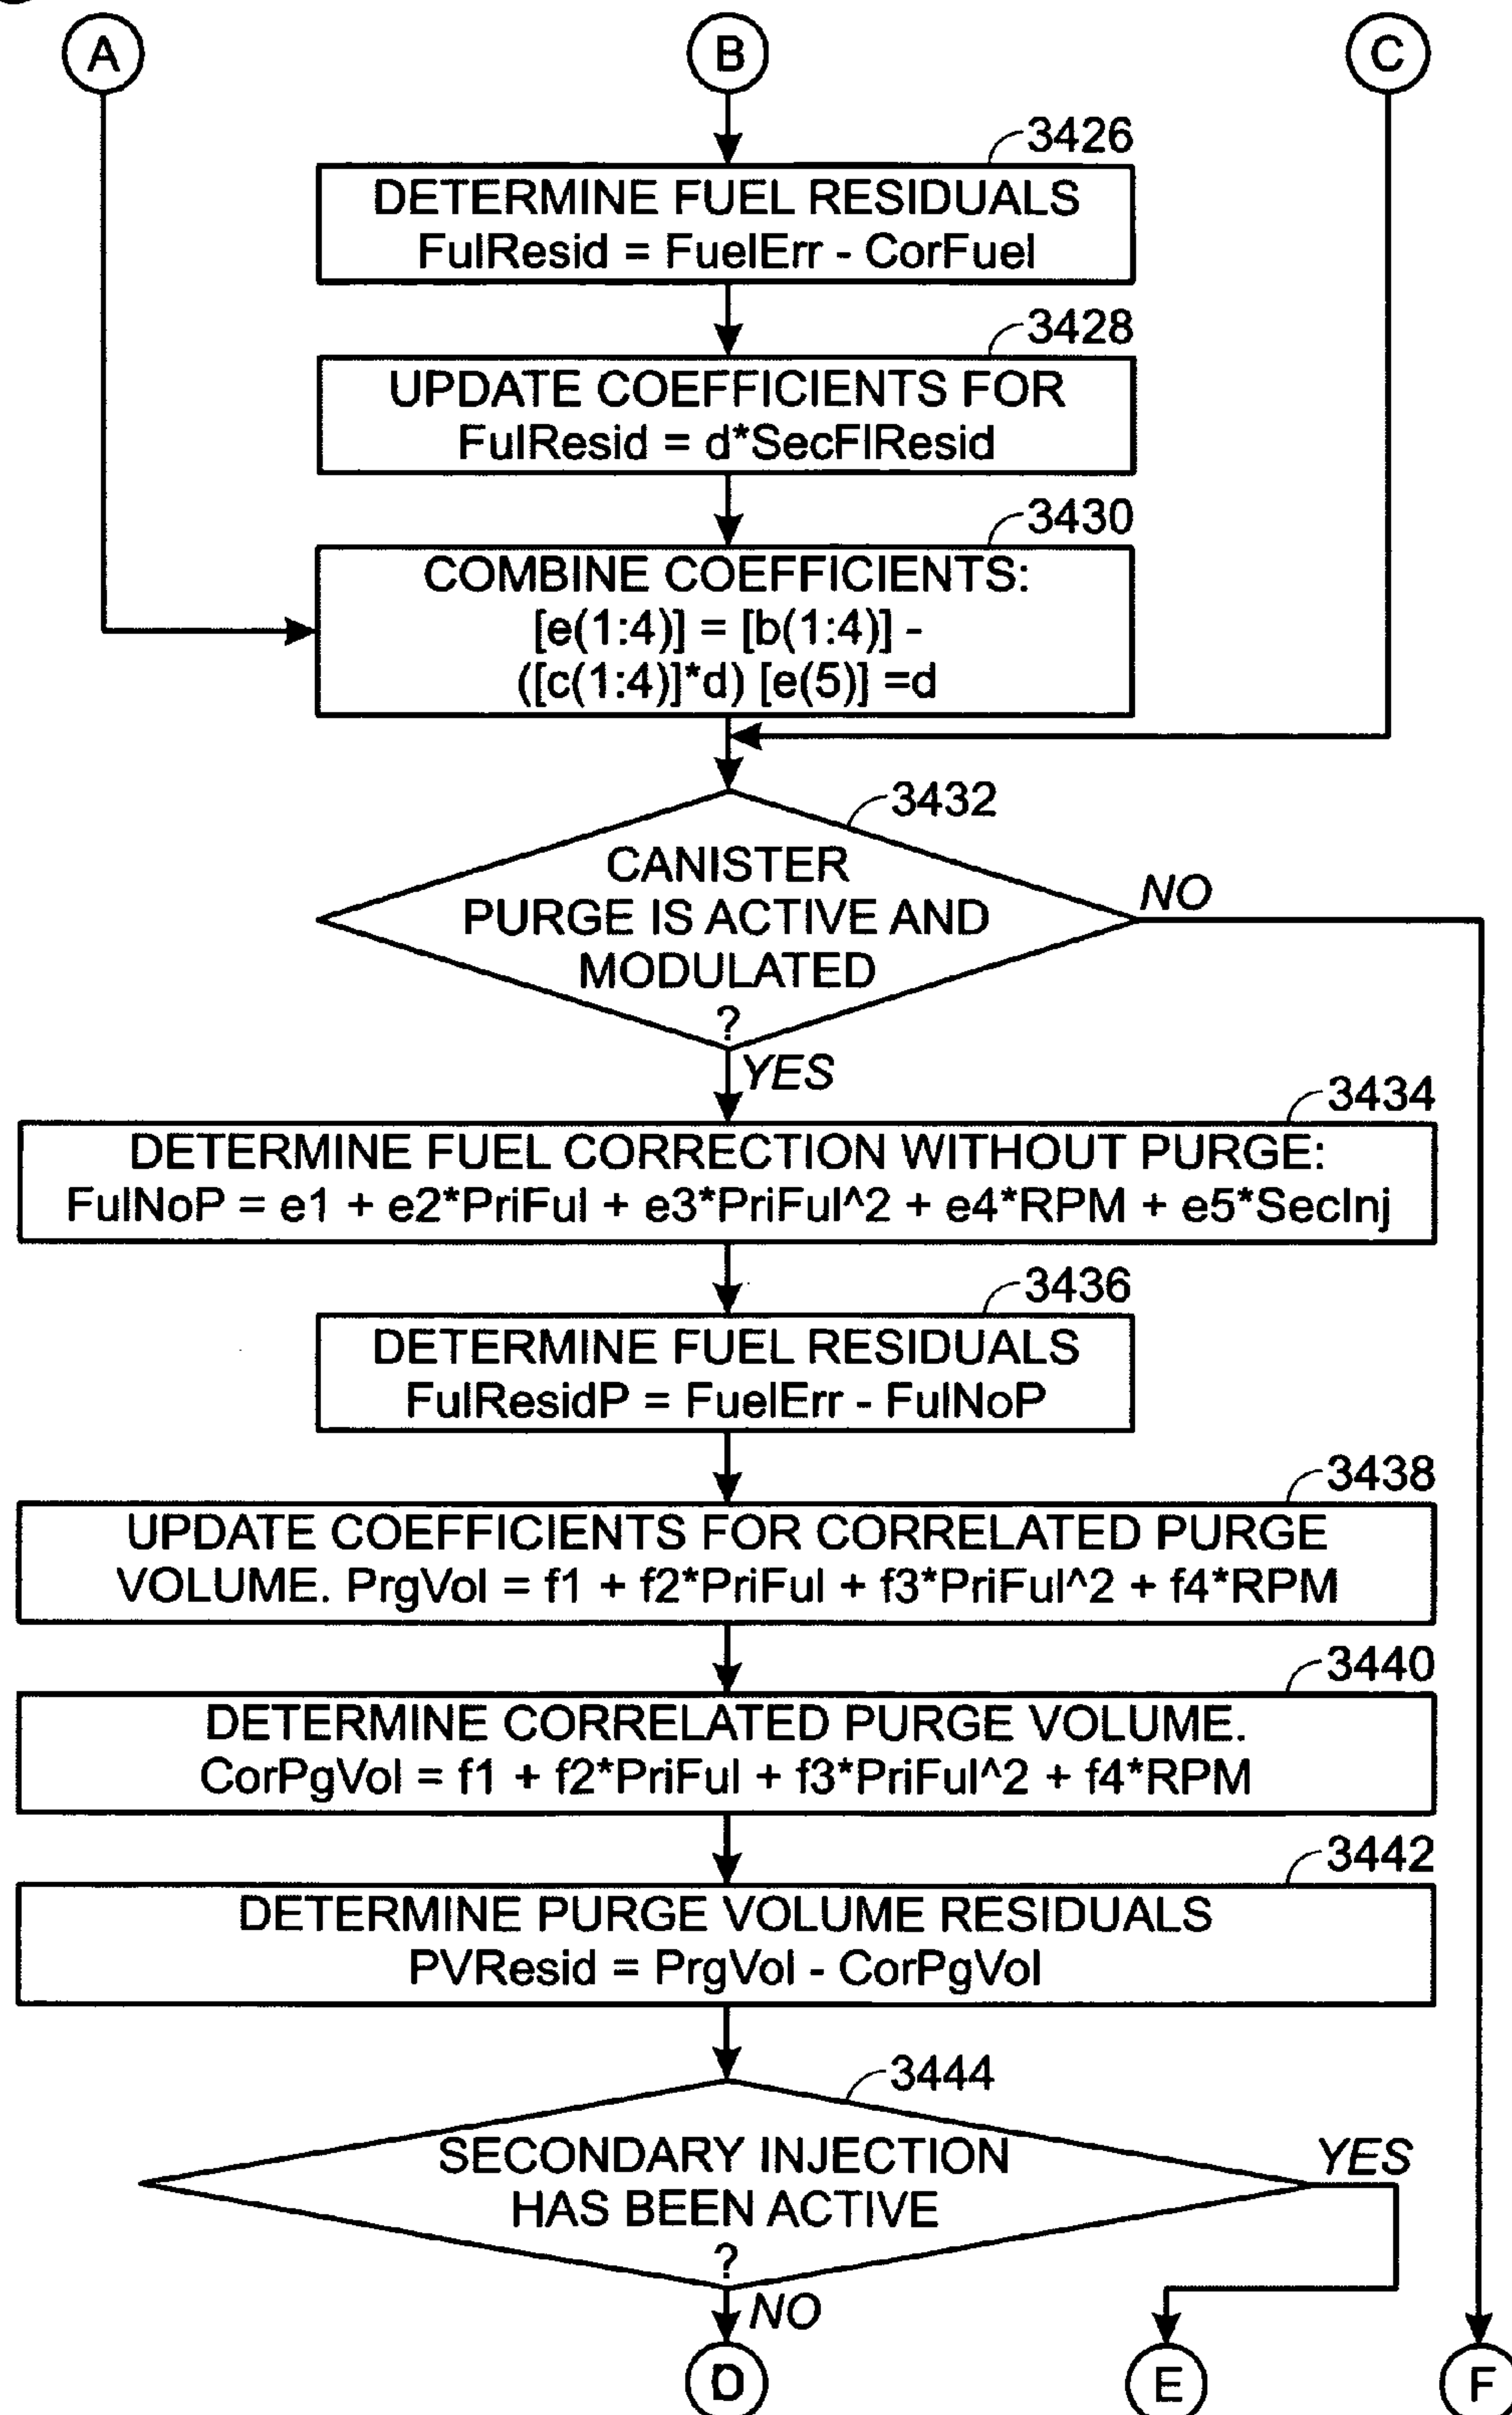 A
B
C
3426
DETERMINE FUEL RESIDUALS
FulResid = FuelErr - CorFuel
3428
UPDATE COEFFICIENTS FOR
FulResid = d*SecFlResid
3430
COMBINE COEFFICIENTS:
[e(1:4)] = [b(1:4)] -
([c(1:4)]*d) [e(5)] =d
3432
CANISTER
PURGE IS ACTIVE AND
MODULATED
?
NO
YES
3434
DETERMINE FUEL CORRECTION WITHOUT PURGE:
FulNoP = e1 + e2*PriFul + e3*PriFul^2 + e4*RPM + e5*SecInj
3436
DETERMINE FUEL RESIDUALS
FulResidP = FuelErr - FulNoP
3438
UPDATE COEFFICIENTS FOR CORRELATED PURGE
VOLUME. PrgVol = f1 + f2*PriFul + f3*PriFul^2 + f4*RPM
3440
DETERMINE CORRELATED PURGE VOLUME.
CorPgVol = f1 + f2*PriFul + f3*PriFul^2 + f4*RPM
3442
DETERMINE PURGE VOLUME RESIDUALS
PVResid = PrgVol - CorPgVol
3444
SECONDARY INJECTION
HAS BEEN ACTIVE
?
YES
NO
D
E
F